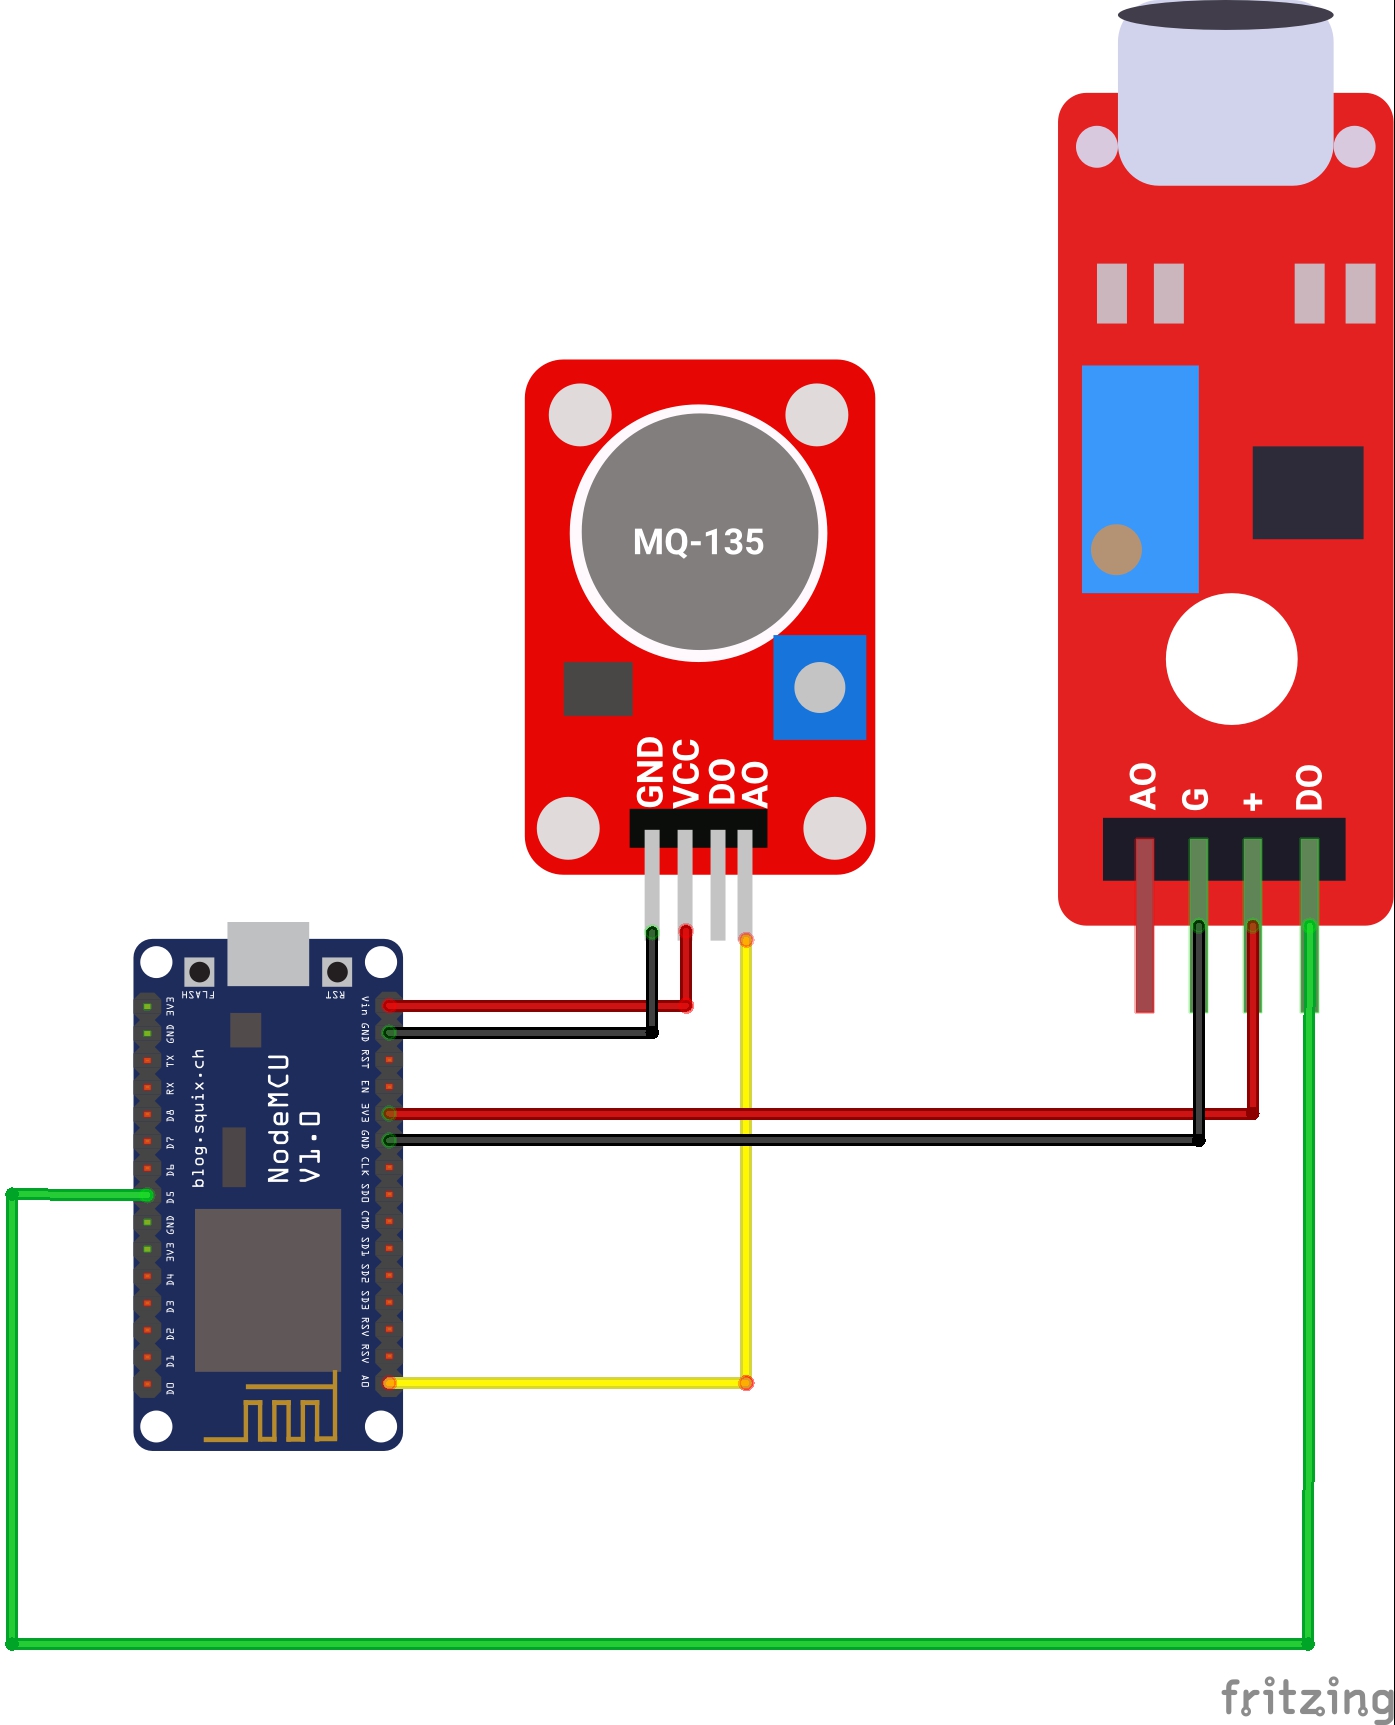 MQ-135
GND
VCC
DO
AO
AO
G
+
DO
FLASH
RST
3V3
GND
TX
RX
D8
D7
D6
D5
GND
3V3
D4
D3
D2
D1
D0
blog.squix.ch
NodeMCU
V1.0
Vin
GND
RST
EN
3V3
GND
CLK
SDO
CMD
SD1
SD2
SD3
RSV
RSV
AO
fritzing